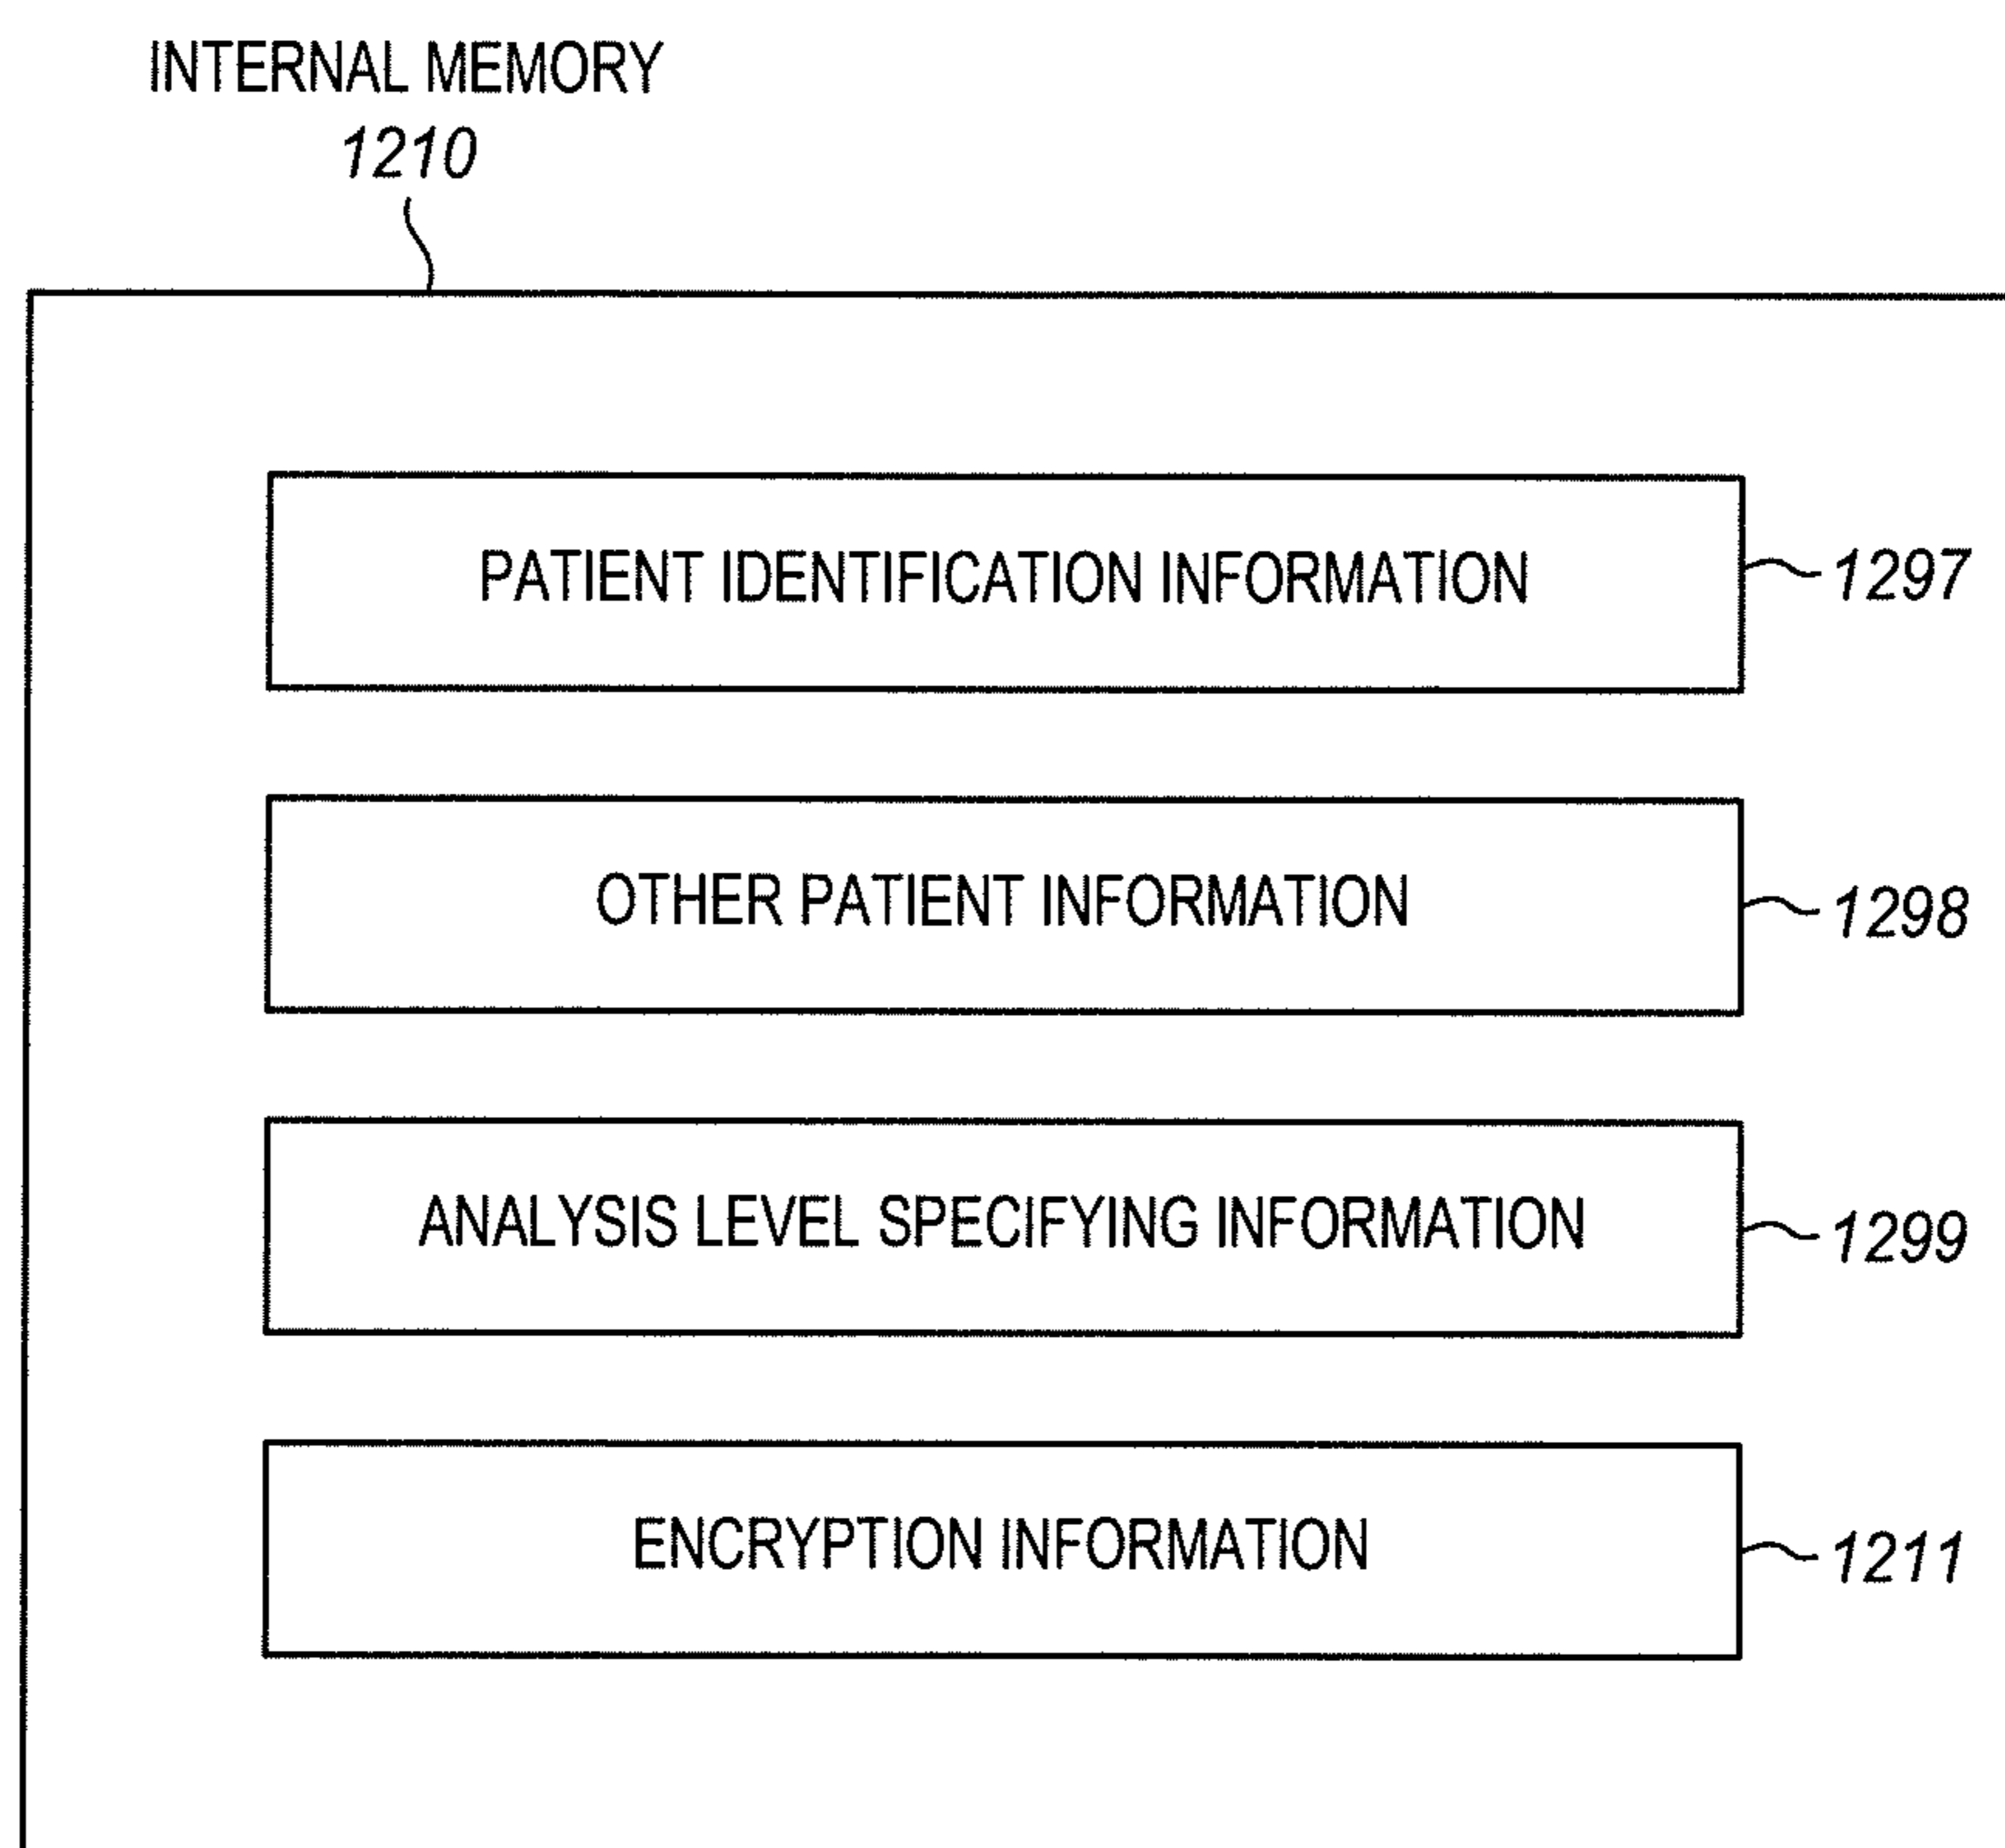 INTERNAL MEMORY
1210
PATIENT IDENTIFICATION INFORMATION
1297
OTHER PATIENT INFORMATION
1298
ANALYSIS LEVEL SPECIFYING INFORMATION
1299
ENCRYPTION INFORMATION
1211